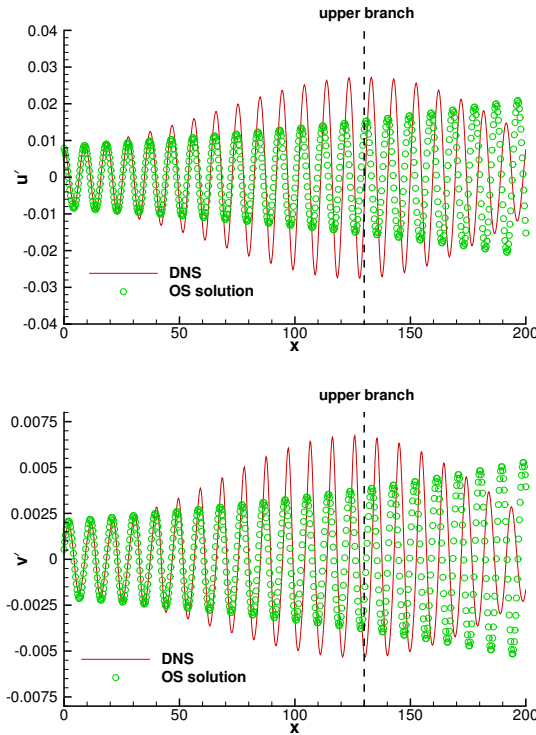 upper branch
0.04
0.03
0.02
0.01
0
-0.01
-0.02
-0.03
-0.04
u′
DNS
OS solution
0
50
100
150
200
x
upper branch
0.0075
0.005
0.0025
0
-0.0025
-0.005
-0.0075
v′
DNS
OS solution
0
50
100
150
200
x